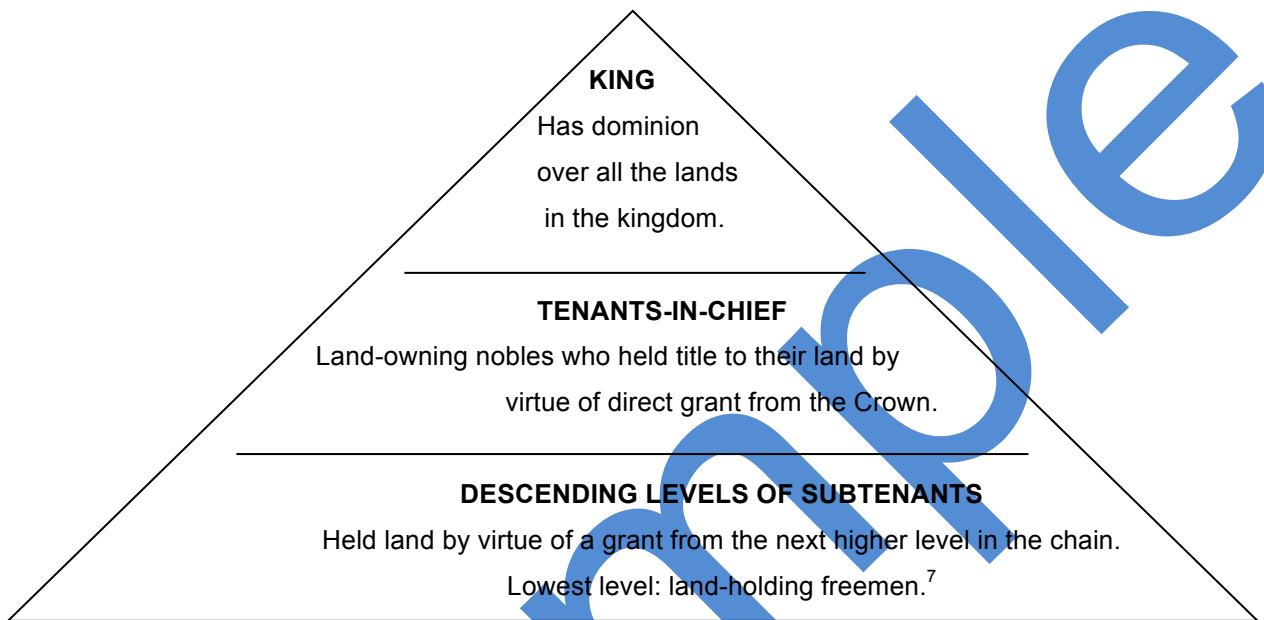 KING
Has dominion
over all the lands
in the kingdom.
TENANTS-IN-CHIEF
Land-owning nobles who held title to their land by
virtue of direct grant from the Crown.
DESCENDING LEVELS OF SUBTENANTS
Held land by virtue of a grant from the next higher level in the chain.
Lowest level: land-holding freemen.7
mple